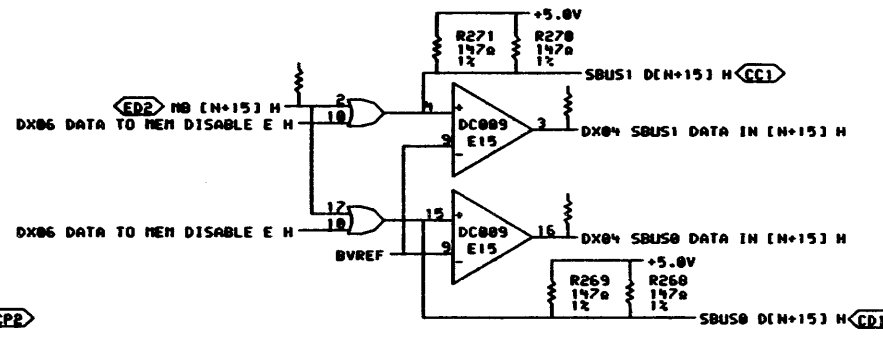 +5.0V
R271 R270
147Ω 147Ω
1% 1%
SBUS1 D[N+15] H CC1
ED2 MB [N+15] H 2
DX06 DATA TO MEM DISABLE E H 10
4 +
DC009 3 DX04 SBUS1 DATA IN [N+15] H
9 E15
-
17
DX06 DATA TO MEM DISABLE E H 10
15 +
DC009 16 DX04 SBUS0 DATA IN [N+15] H
BVREF 9 E15
-
+5.0V
R269 R268
147Ω 147Ω
1% 1%
CP2 SBUS0 D[N+15] H CD1